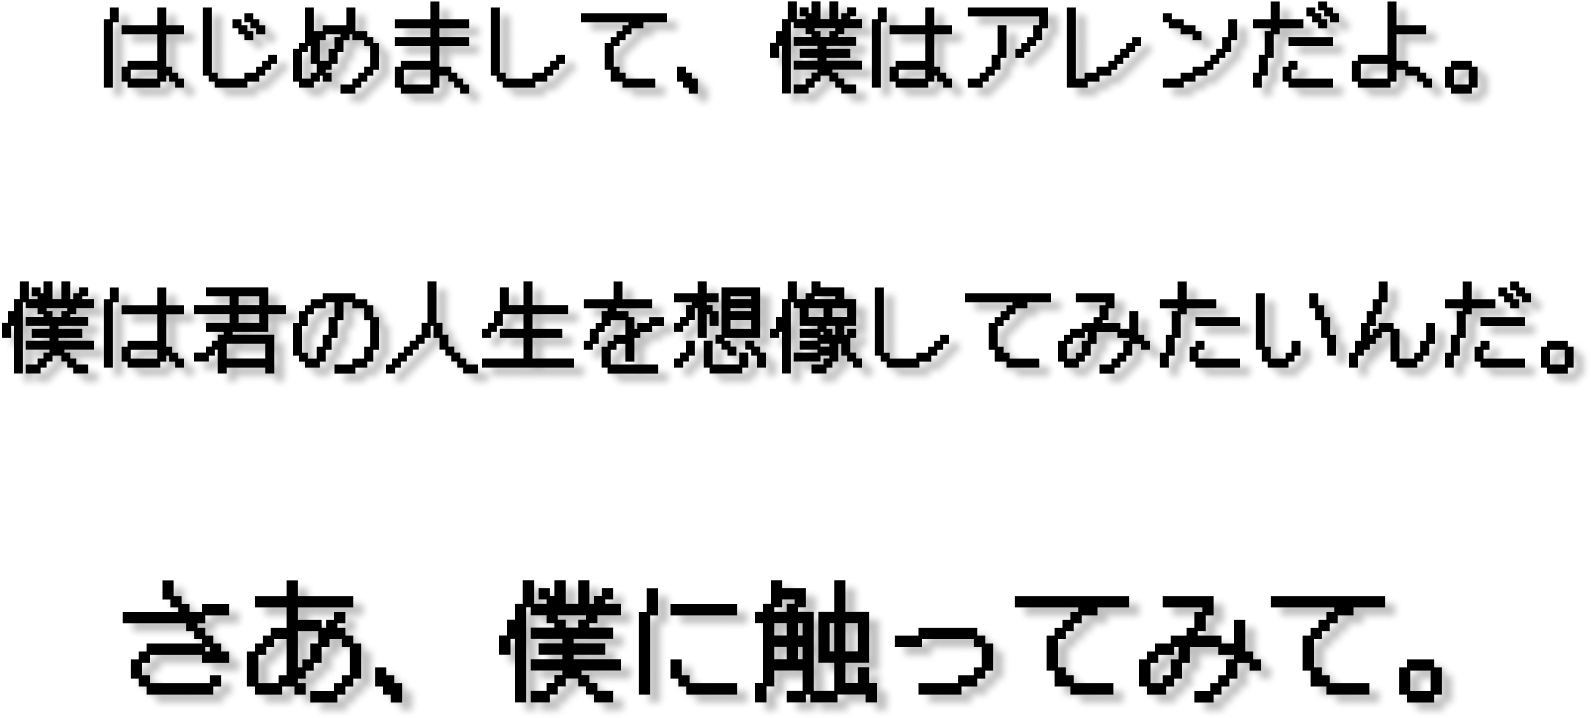 はじめまして、僕はアレンだよ。
僕は君の人生を想像してみたいんだ。
さあ、僕に触ってみて。